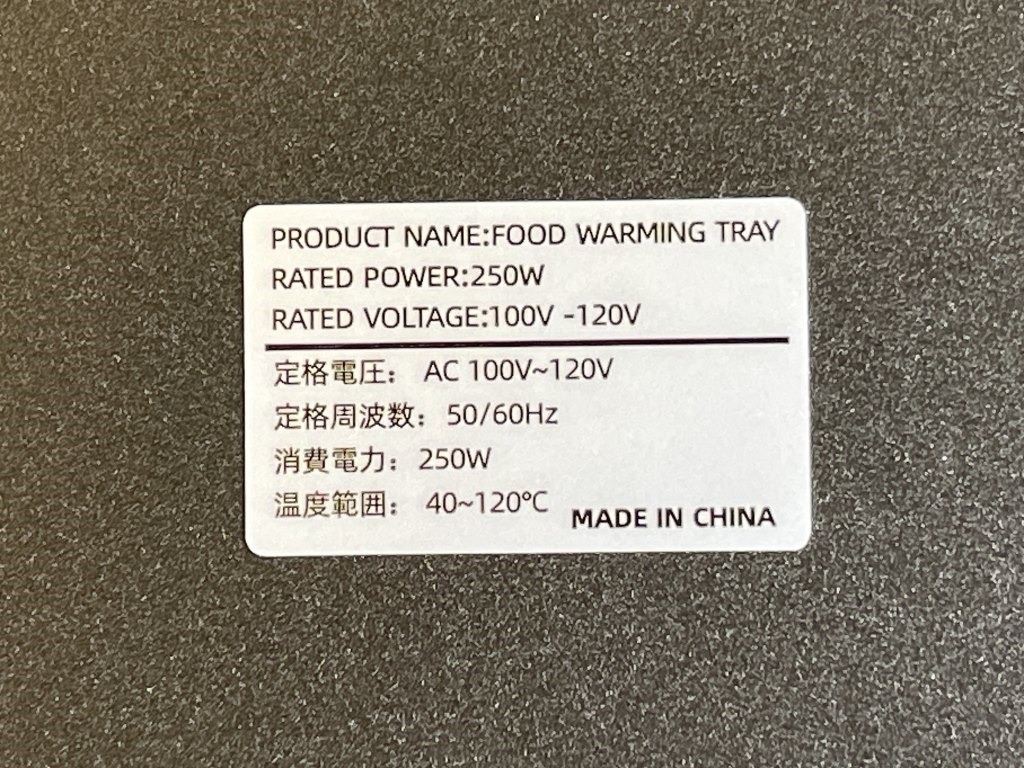 PRODUCT NAME:FOOD WARMING TRAY
RATED POWER:250W
RATED VOLTAGE:100V -120V
定格電圧： AC 100V~120V
定格周波数： 50/60Hz
消費電力： 250W
温度範囲： 40~120℃
MADE IN CHINA